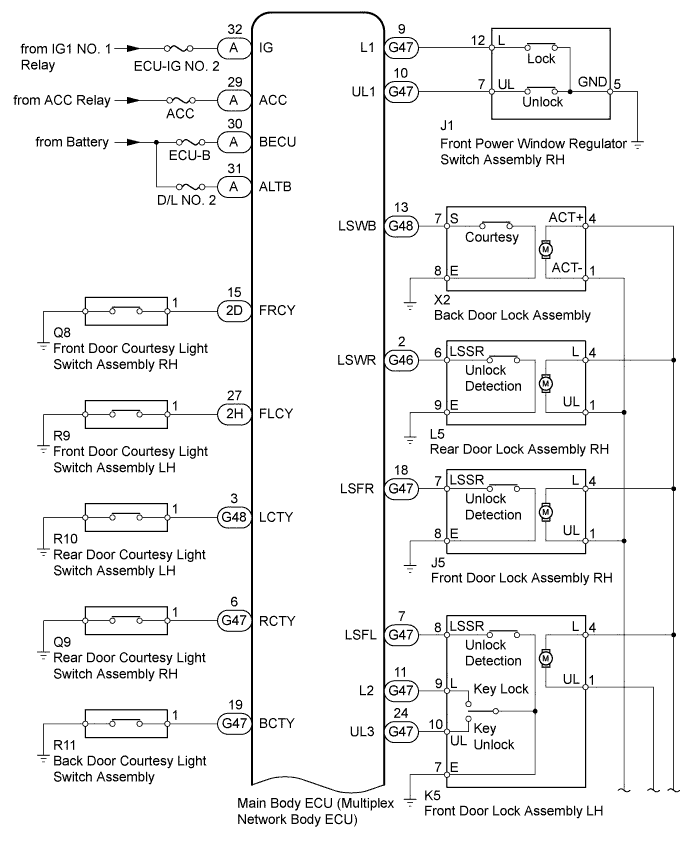 from IG1 NO. 1
Relay
ECU-IG NO. 2
32
A
IG
from ACC Relay
ACC
29
A
ACC
from Battery
ECU-B
30
A
BECU
D/L NO. 2
31
A
ALTB
1
15
2D
FRCY
Q8
Front Door Courtesy Light
Switch Assembly RH
1
27
2H
FLCY
R9
Front Door Courtesy Light
Switch Assembly LH
1
3
G48
LCTY
R10
Rear Door Courtesy Light
Switch Assembly LH
1
6
G47
RCTY
Q9
Rear Door Courtesy Light
Switch Assembly RH
1
19
G47
BCTY
R11
Back Door Courtesy Light
Switch Assembly
Main Body ECU (Multiplex
Network Body ECU)
L1
9
G47
12
L
Lock
UL1
10
G47
7
UL
Unlock
GND
5
J1
Front Power Window Regulator
Switch Assembly RH
LSWB
13
G48
7
S
Courtesy
ACT+
4
M
ACT-
1
8
E
X2
Back Door Lock Assembly
LSWR
2
G46
6
LSSR
Unlock
Detection
L
4
M
UL
1
9
E
L5
Rear Door Lock Assembly RH
LSFR
18
G47
7
LSSR
Unlock
Detection
L
4
M
UL
1
8
E
J5
Front Door Lock Assembly RH
LSFL
7
G47
8
LSSR
Unlock
Detection
L
4
M
UL
1
L2
11
G47
9
L
Key Lock
UL3
24
G47
10
UL
Key
Unlock
7
E
K5
Front Door Lock Assembly LH